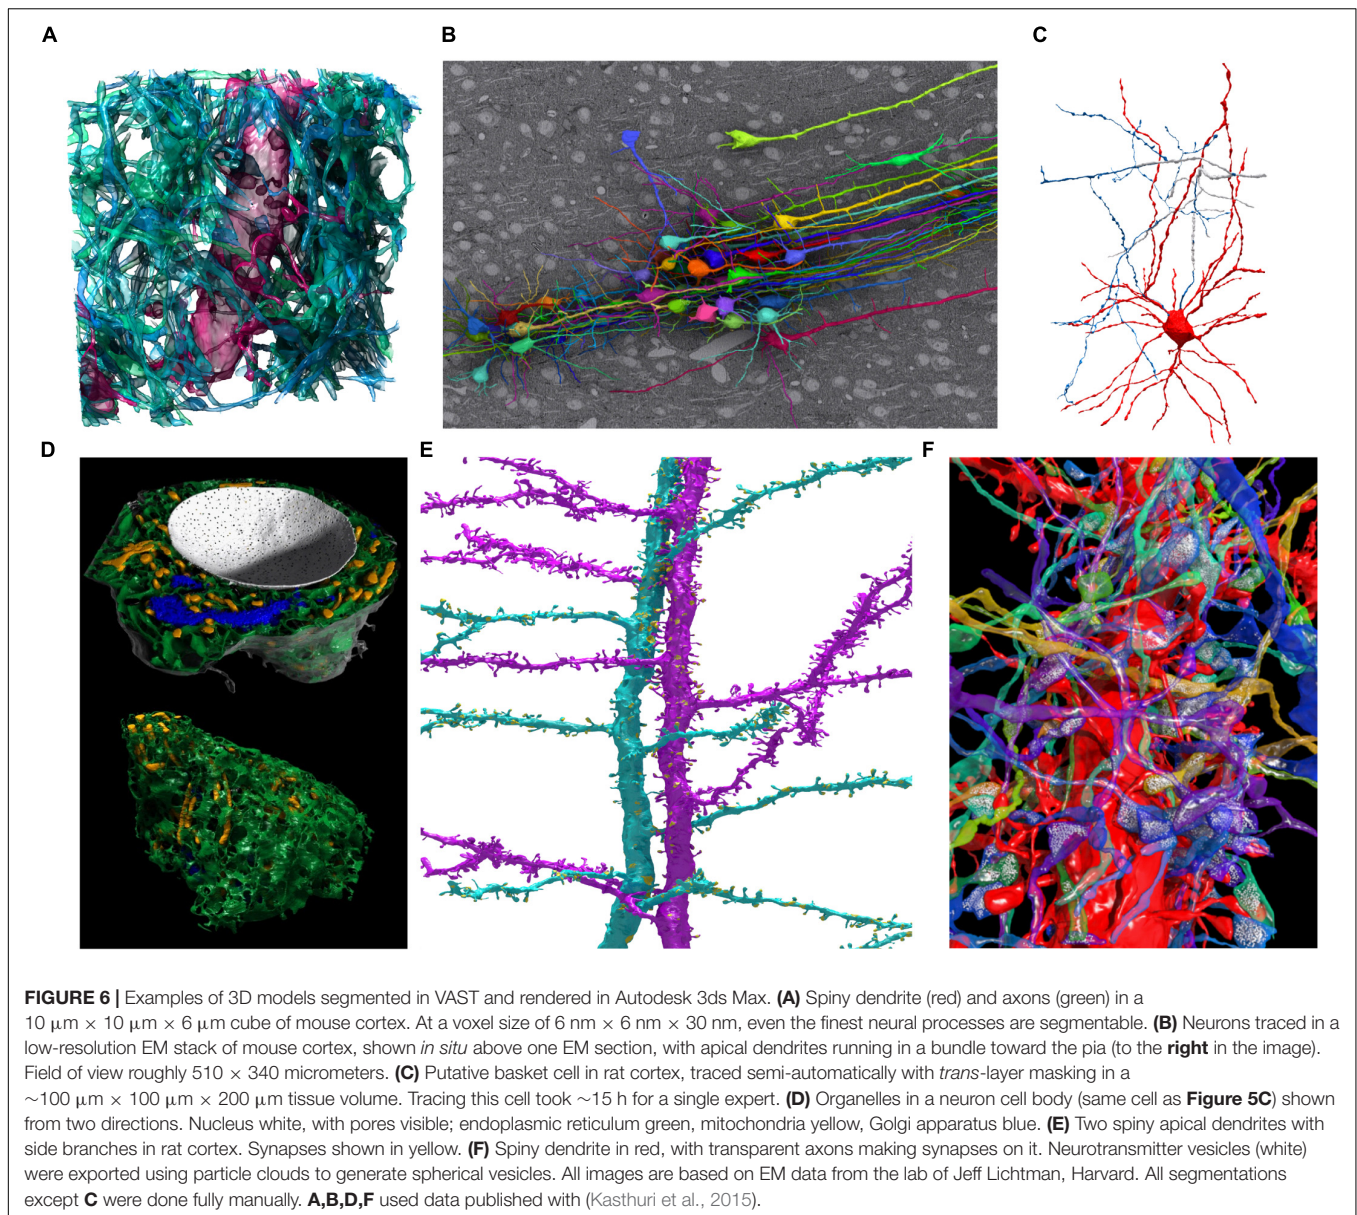 A
B
C
D
E
F
FIGURE 6 | Examples of 3D models segmented in VAST and rendered in Autodesk 3ds Max. (A) Spiny dendrite (red) and axons (green) in a
10 μm × 10 μm × 6 μm cube of mouse cortex. At a voxel size of 6 nm × 6 nm × 30 nm, even the finest neural processes are segmentable. (B) Neurons traced in a
low-resolution EM stack of mouse cortex, shown in situ above one EM section, with apical dendrites running in a bundle toward the pia (to the right in the image).
Field of view roughly 510 × 340 micrometers. (C) Putative basket cell in rat cortex, traced semi-automatically with trans-layer masking in a
∼100 μm × 100 μm × 200 μm tissue volume. Tracing this cell took ∼15 h for a single expert. (D) Organelles in a neuron cell body (same cell as Figure 5C) shown
from two directions. Nucleus white, with pores visible; endoplasmic reticulum green, mitochondria yellow, Golgi apparatus blue. (E) Two spiny apical dendrites with
side branches in rat cortex. Synapses shown in yellow. (F) Spiny dendrite in red, with transparent axons making synapses on it. Neurotransmitter vesicles (white)
were exported using particle clouds to generate spherical vesicles. All images are based on EM data from the lab of Jeff Lichtman, Harvard. All segmentations
except C were done fully manually. A,B,D,F used data published with (Kasthuri et al., 2015).